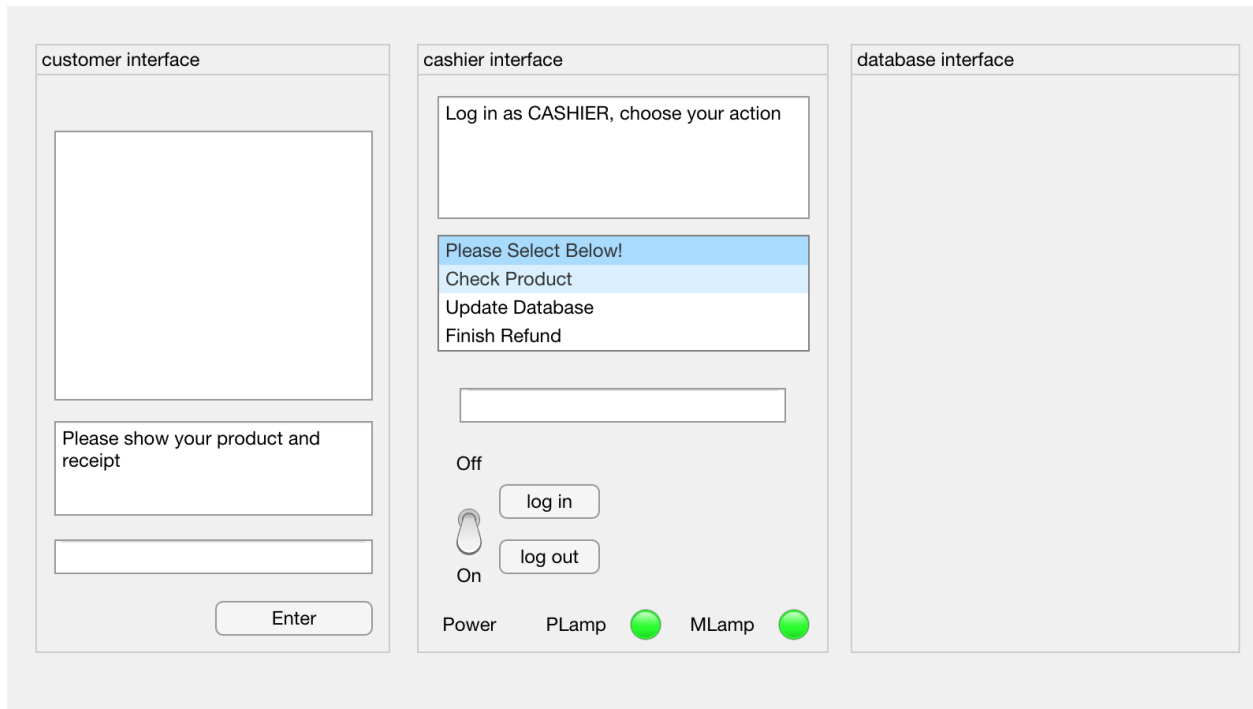 customer interface
Please show your product and
receipt
Enter
cashier interface
Log in as CASHIER, choose your action
Please Select Below!
Check Product
Update Database
Finish Refund
Off
log in
log out
On
Power PLamp MLamp
database interface